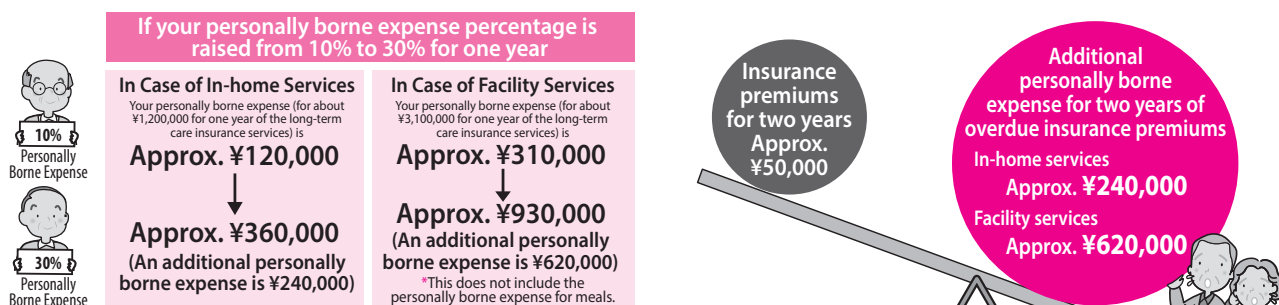 If your personally borne expense percentage is
raised from 10% to 30% for one year
10%
Personally
Borne Expense
30%
Personally
Borne Expense
In Case of In-home Services
Your personally borne expense (for about
¥1,200,000 for one year of the long-term
care insurance services) is
Approx. ¥120,000
Approx. ¥360,000
(An additional personally
borne expense is ¥240,000)
In Case of Facility Services
Your personally borne expense (for about
¥3,100,000 for one year of the long-term
care insurance services) is
Approx. ¥310,000
Approx. ¥930,000
(An additional personally
borne expense is ¥620,000)
*This does not include the
personally borne expense for meals.
Insurance
premiums
for two years
Approx.
¥50,000
Additional
personally borne
expense for two years of
overdue insurance premiums
In-home services
Approx. ¥240,000
Facility services
Approx. ¥620,000